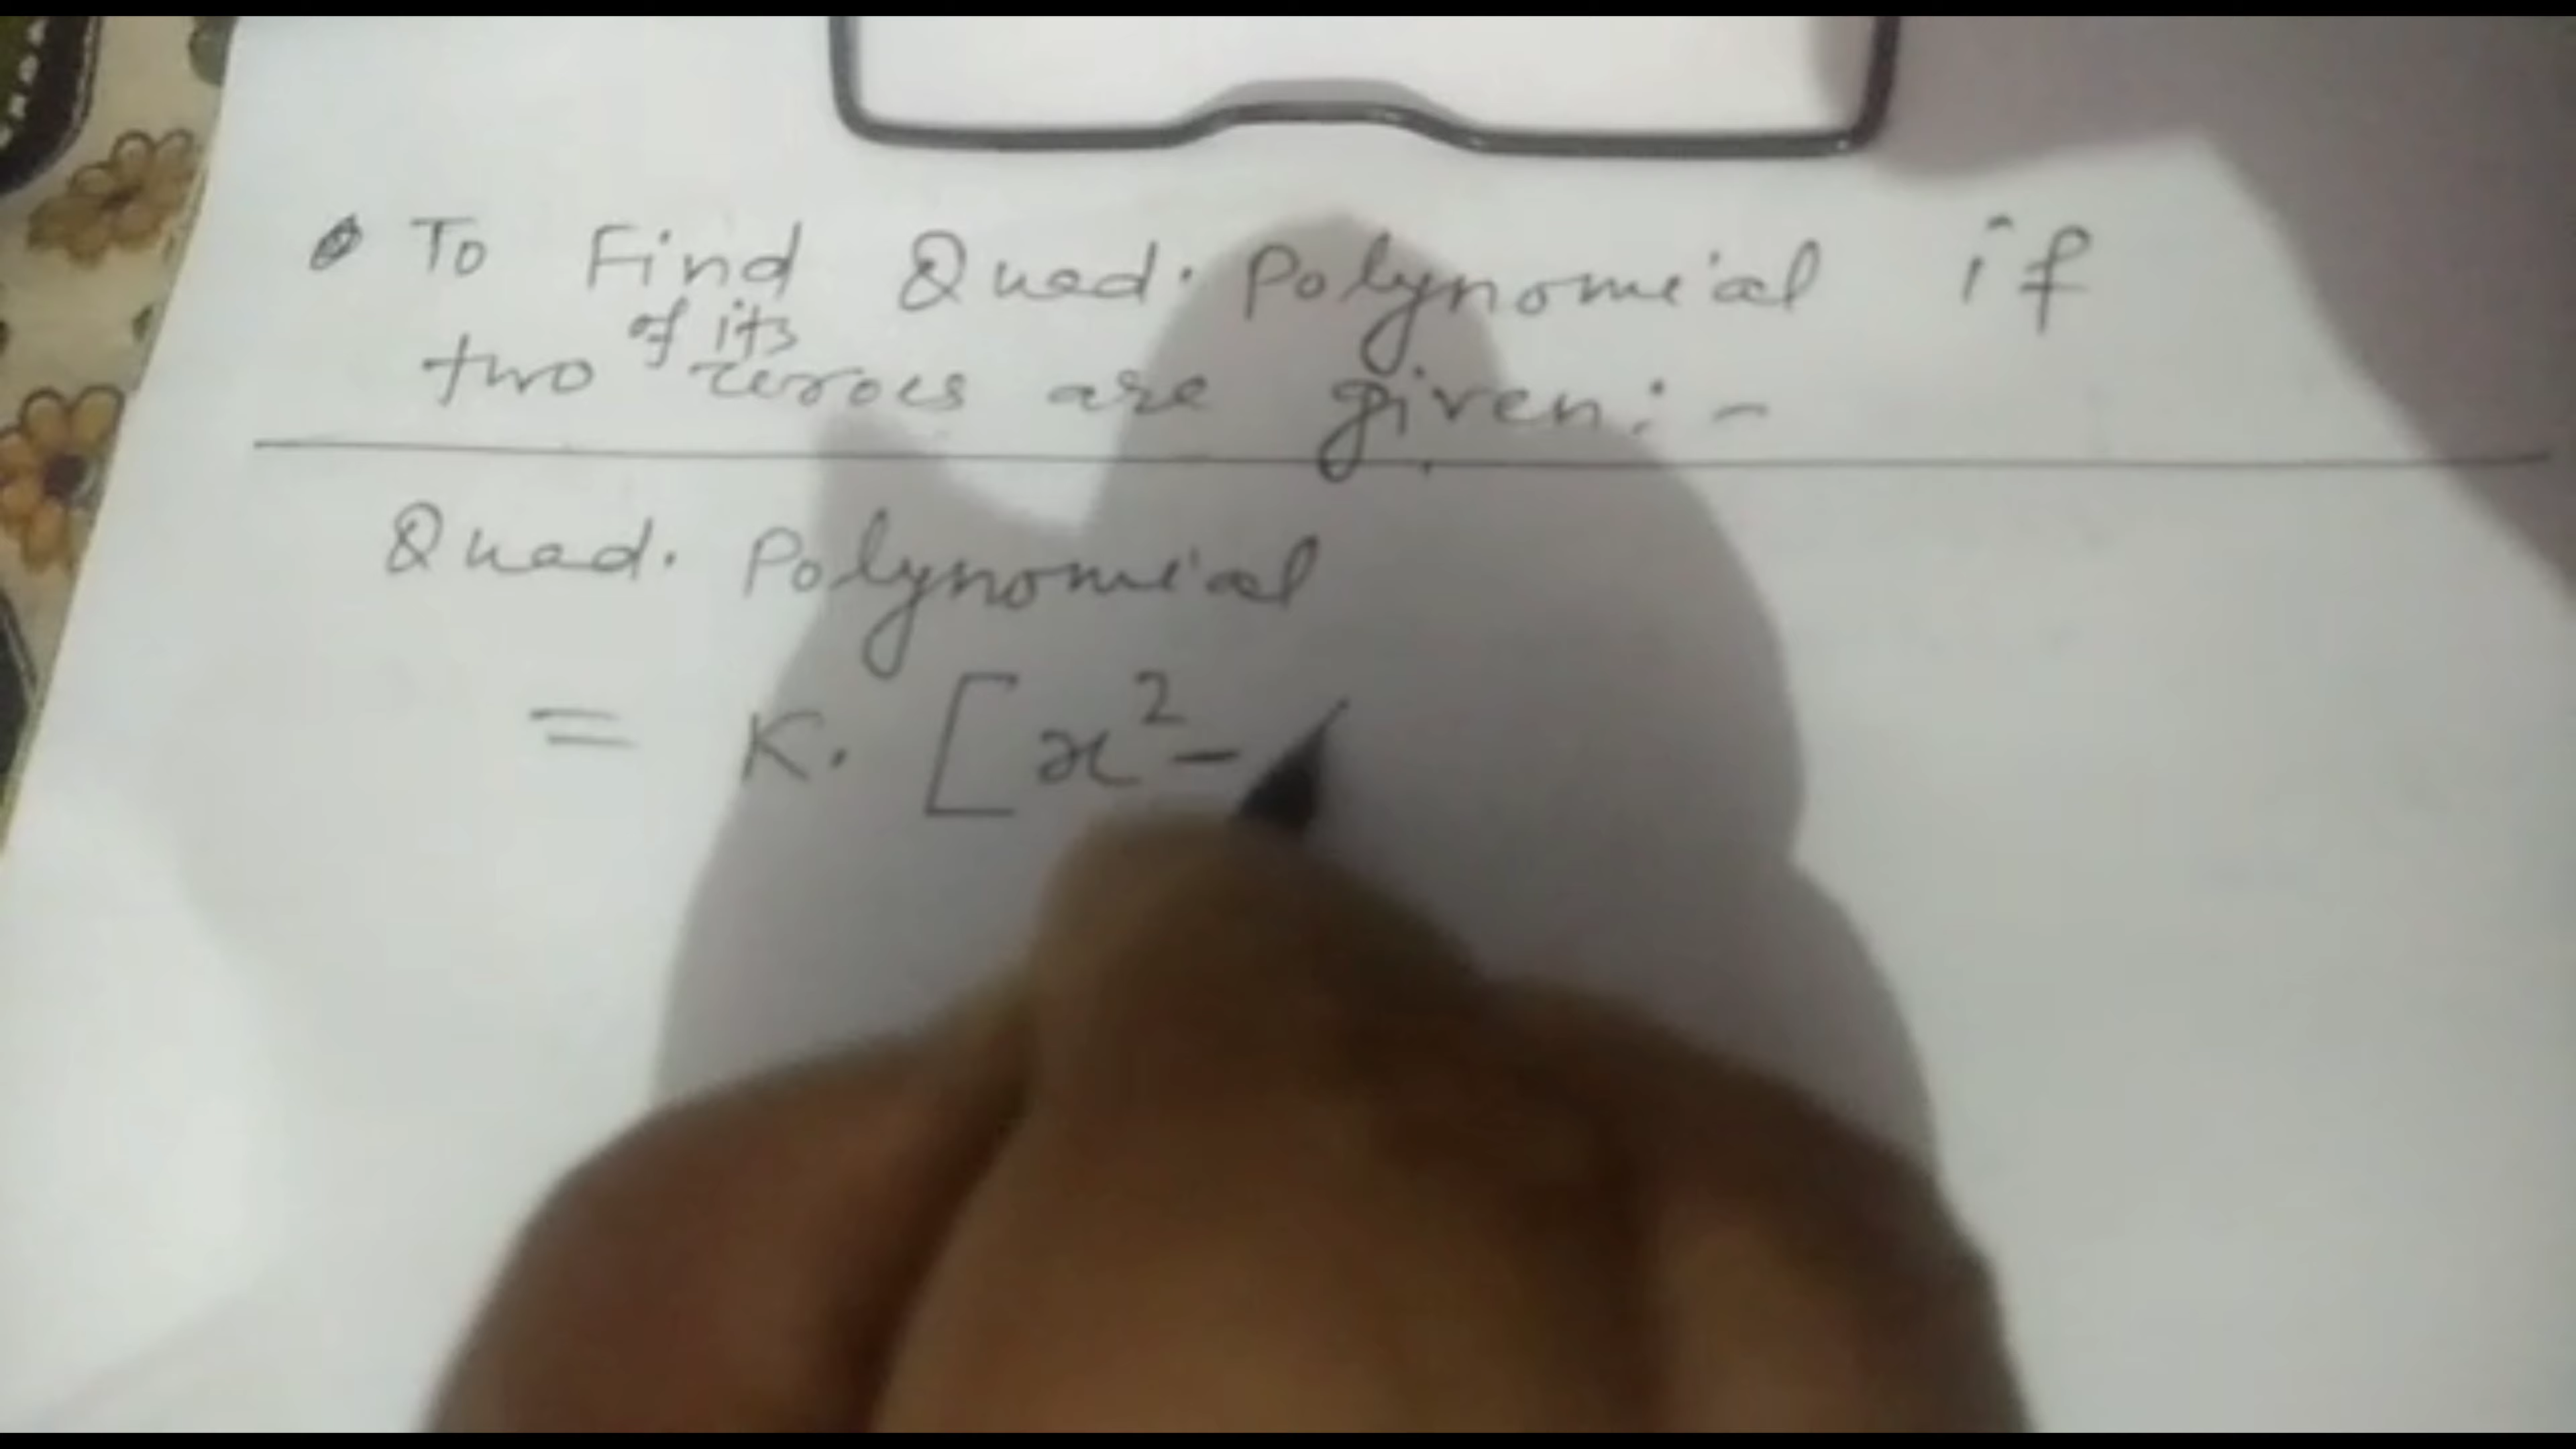 To Find Quad. Polynomial if
two of its zeroes are given:-
Quad. Polynomial
= K. [x²- (